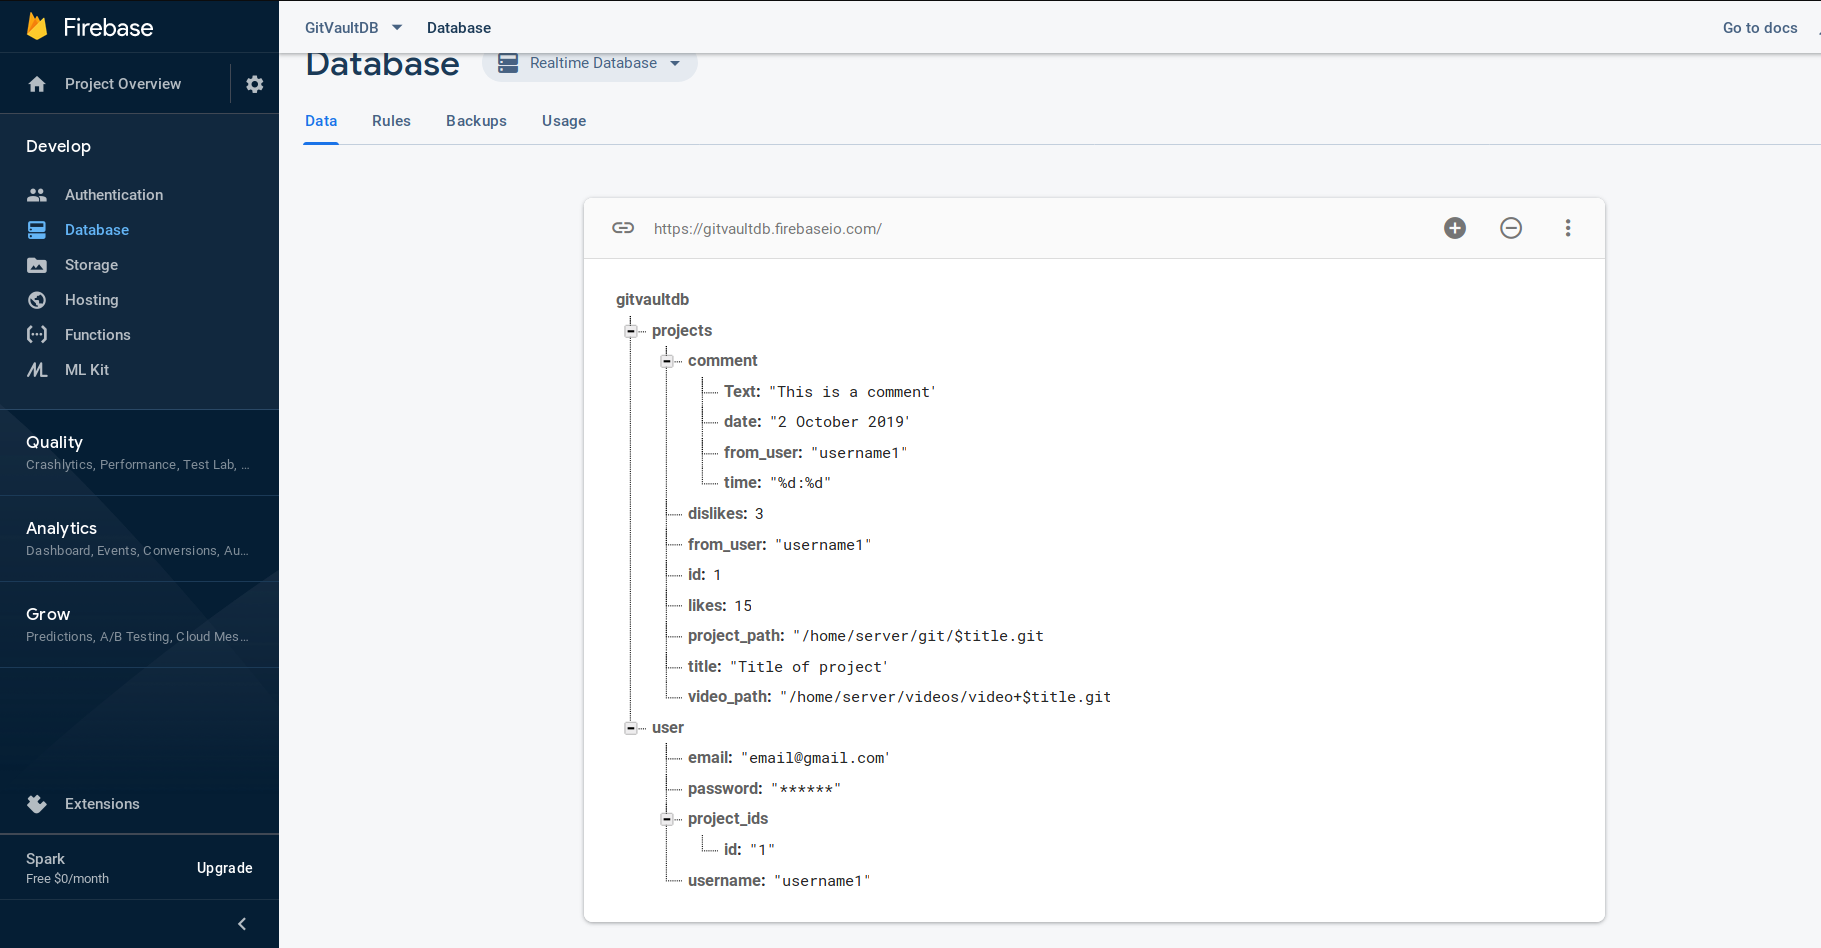 Firebase
Project Overview
Develop
Authentication
Database
Storage
Hosting
Functions
ML Kit
Quality
Crashlytics, Performance, Test Lab, ...
Analytics
Dashboard, Events, Conversions, Au...
Grow
Predictions, A/B Testing, Cloud Mes...
Extensions
Spark
Free $0/month
Upgrade
GitVaultDB Database Go to docs
Database Realtime Database
Data Rules Backups Usage
https://gitvaultdb.firebaseio.com/
gitvaultdb
projects
comment
Text: "This is a comment'
date: "2 October 2019'
from_user: "username1"
time: "%d:%d"
dislikes: 3
from_user: "username1"
id: 1
likes: 15
project_path: "/home/server/git/$title.git
title: "Title of project'
video_path: "/home/server/videos/video+$title.git
user
email: "email@gmail.com'
password: "******"
project_ids
id: "1"
username: "username1"